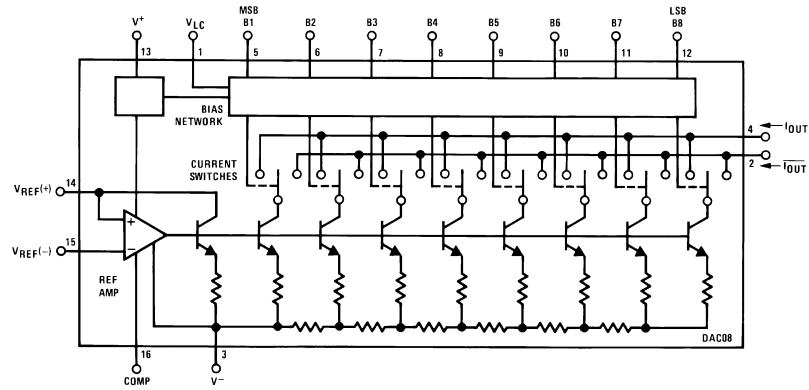 MSB LSB
V+ VLC B1 B2 B3 B4 B5 B6 B7 B8
13 1 5 6 7 8 9 10 11 12
BIAS
NETWORK
4 IOUT
CURRENT
SWITCHES
2 IOUT
14
VREF(+)
+
15
VREF(−)
−
REF
AMP
DAC08
16 3
COMP V−